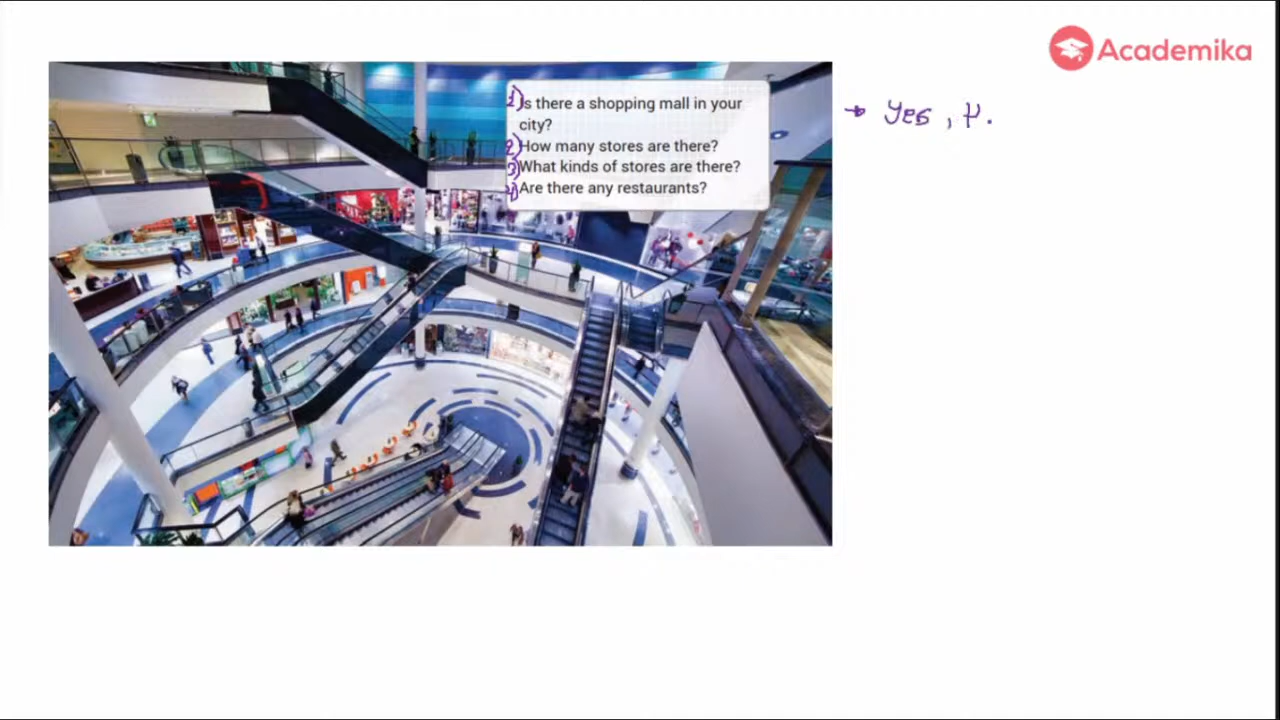 Academika
1) Is there a shopping mall in your
city?
2) How many stores are there?
3) What kinds of stores are there?
4) Are there any restaurants?
→ Yes,